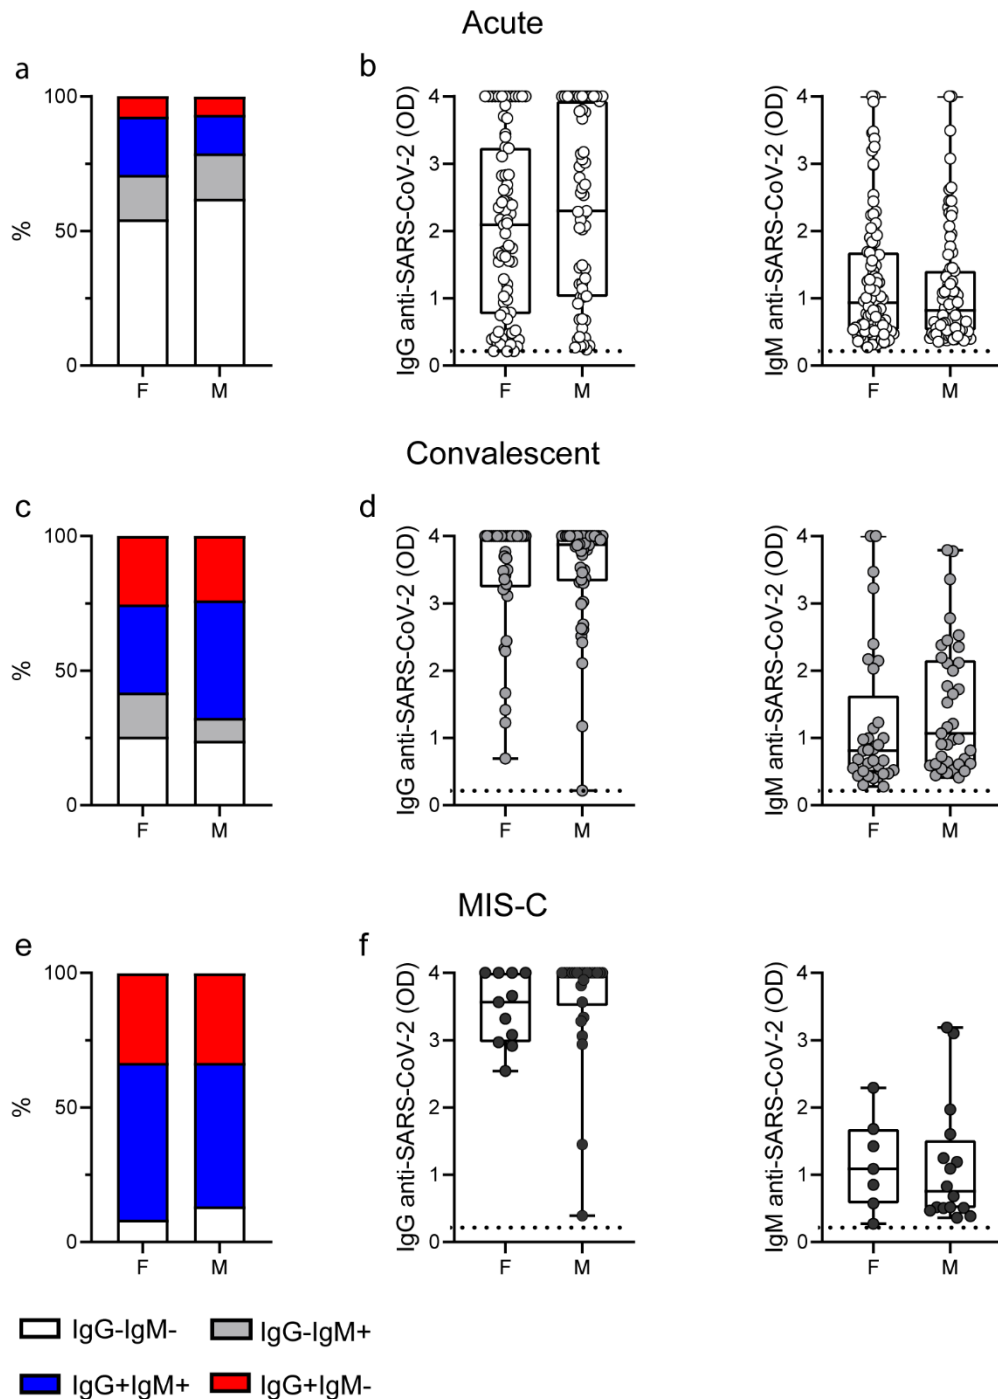 Acute
a
100
50
0
%
F
M
b
IgG anti-SARS-CoV-2 (OD)
4
3
2
1
0
F
M
IgM anti-SARS-CoV-2 (OD)
4
3
2
1
0
F
M
Convalescent
c
100
50
0
%
F
M
d
IgG anti-SARS-CoV-2 (OD)
4
3
2
1
0
F
M
IgM anti-SARS-CoV-2 (OD)
4
3
2
1
0
F
M
MIS-C
e
100
50
0
%
F
M
f
IgG anti-SARS-CoV-2 (OD)
4
3
2
1
0
F
M
IgM anti-SARS-CoV-2 (OD)
4
3
2
1
0
F
M
IgG-IgM-
IgG-IgM+
IgG+IgM+
IgG+IgM-